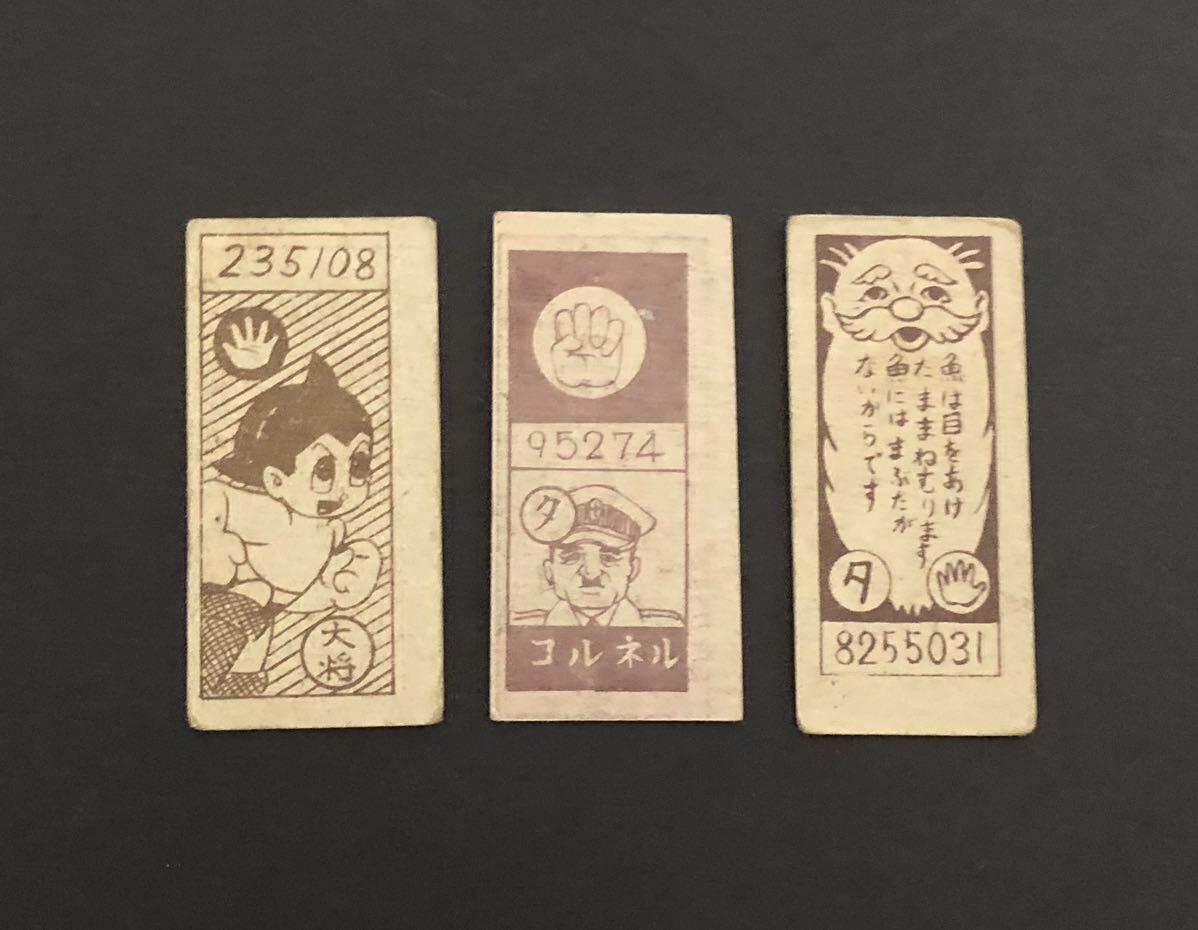 235108
大将
95274
タ
コルネル
魚は目をあけ
たままねむります
魚にはまぶたが
ないからです
タ
8255031